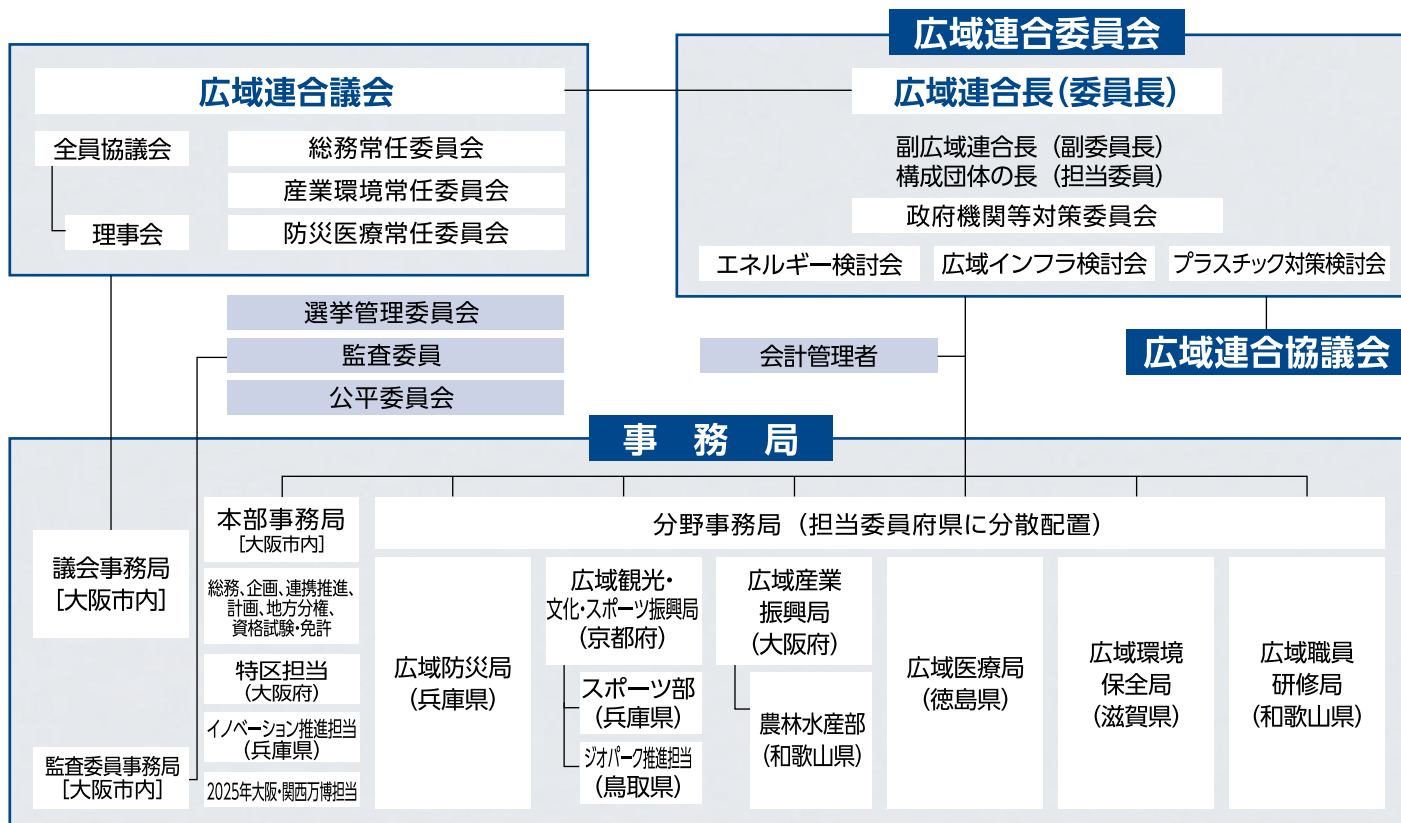 広域連合議会
全員協議会
理事会
総務常任委員会
産業環境常任委員会
防災医療常任委員会
広域連合委員会
広域連合長(委員長)
副広域連合長(副委員長)
構成団体の長(担当委員)
政府機関等対策委員会
エネルギー検討会
広域インフラ検討会
プラスチック対策検討会
選挙管理委員会
監査委員
公平委員会
会計管理者
広域連合協議会
事務局
議会事務局
[大阪市内]
監査委員事務局
[大阪市内]
本部事務局
[大阪市内]
総務、企画、連携推進、
計画、地方分権、
資格試験・免許
特区担当
(大阪府)
イノベーション推進担当
(兵庫県)
2025年大阪・関西万博担当
分野事務局(担当委員府県に分散配置)
広域防災局
(兵庫県)
広域観光・
文化・スポーツ振興局
(京都府)
スポーツ部
(兵庫県)
ジオパーク推進担当
(鳥取県)
広域産業
振興局
(大阪府)
農林水産部
(和歌山県)
広域医療局
(徳島県)
広域環境
保全局
(滋賀県)
広域職員
研修局
(和歌山県)